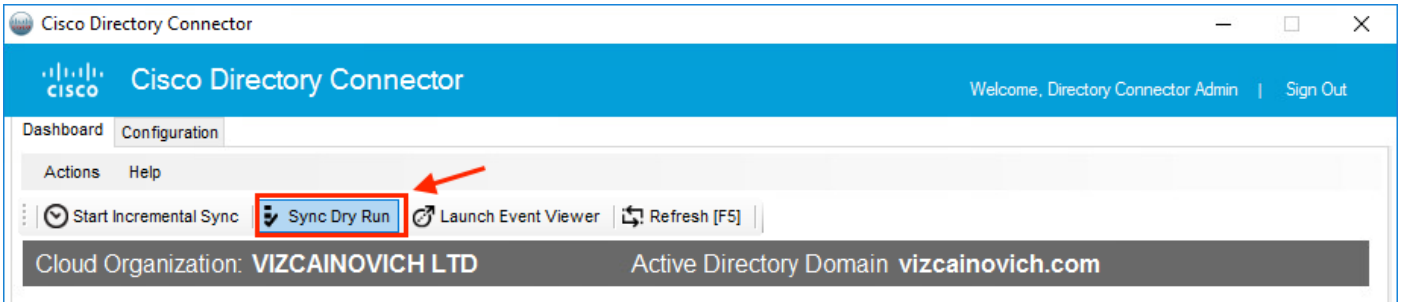 Cisco Directory Connector
CISCO Cisco Directory Connector Welcome, Directory Connector Admin | Sign Out
Dashboard Configuration
Actions Help
Start Incremental Sync Sync Dry Run Launch Event Viewer Refresh [F5]
Cloud Organization: VIZCAINOVICH LTD Active Directory Domain vizcainovich.com